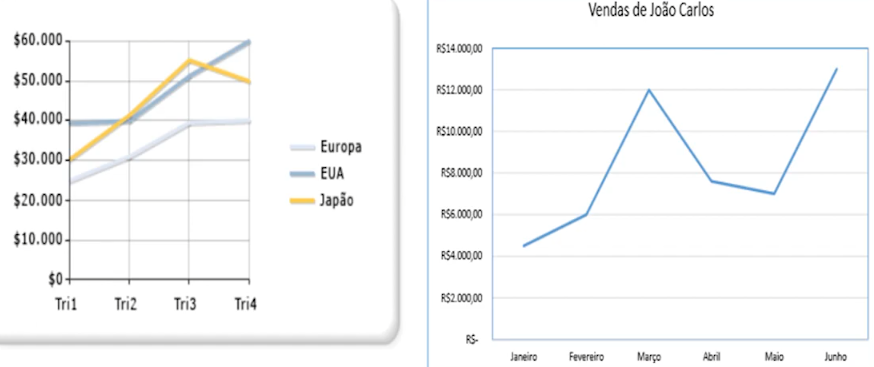 $60.000
$50.000
$40.000
$30.000
$20.000
$10.000
$0
Tri1 Tri2 Tri3 Tri4
Europa
EUA
Japão
Vendas de João Carlos
R$14.000,00
R$12.000,00
R$10.000,00
R$8.000,00
R$6.000,00
R$4.000,00
R$2.000,00
R$-
Janeiro Fevereiro Março Abril Maio Junho